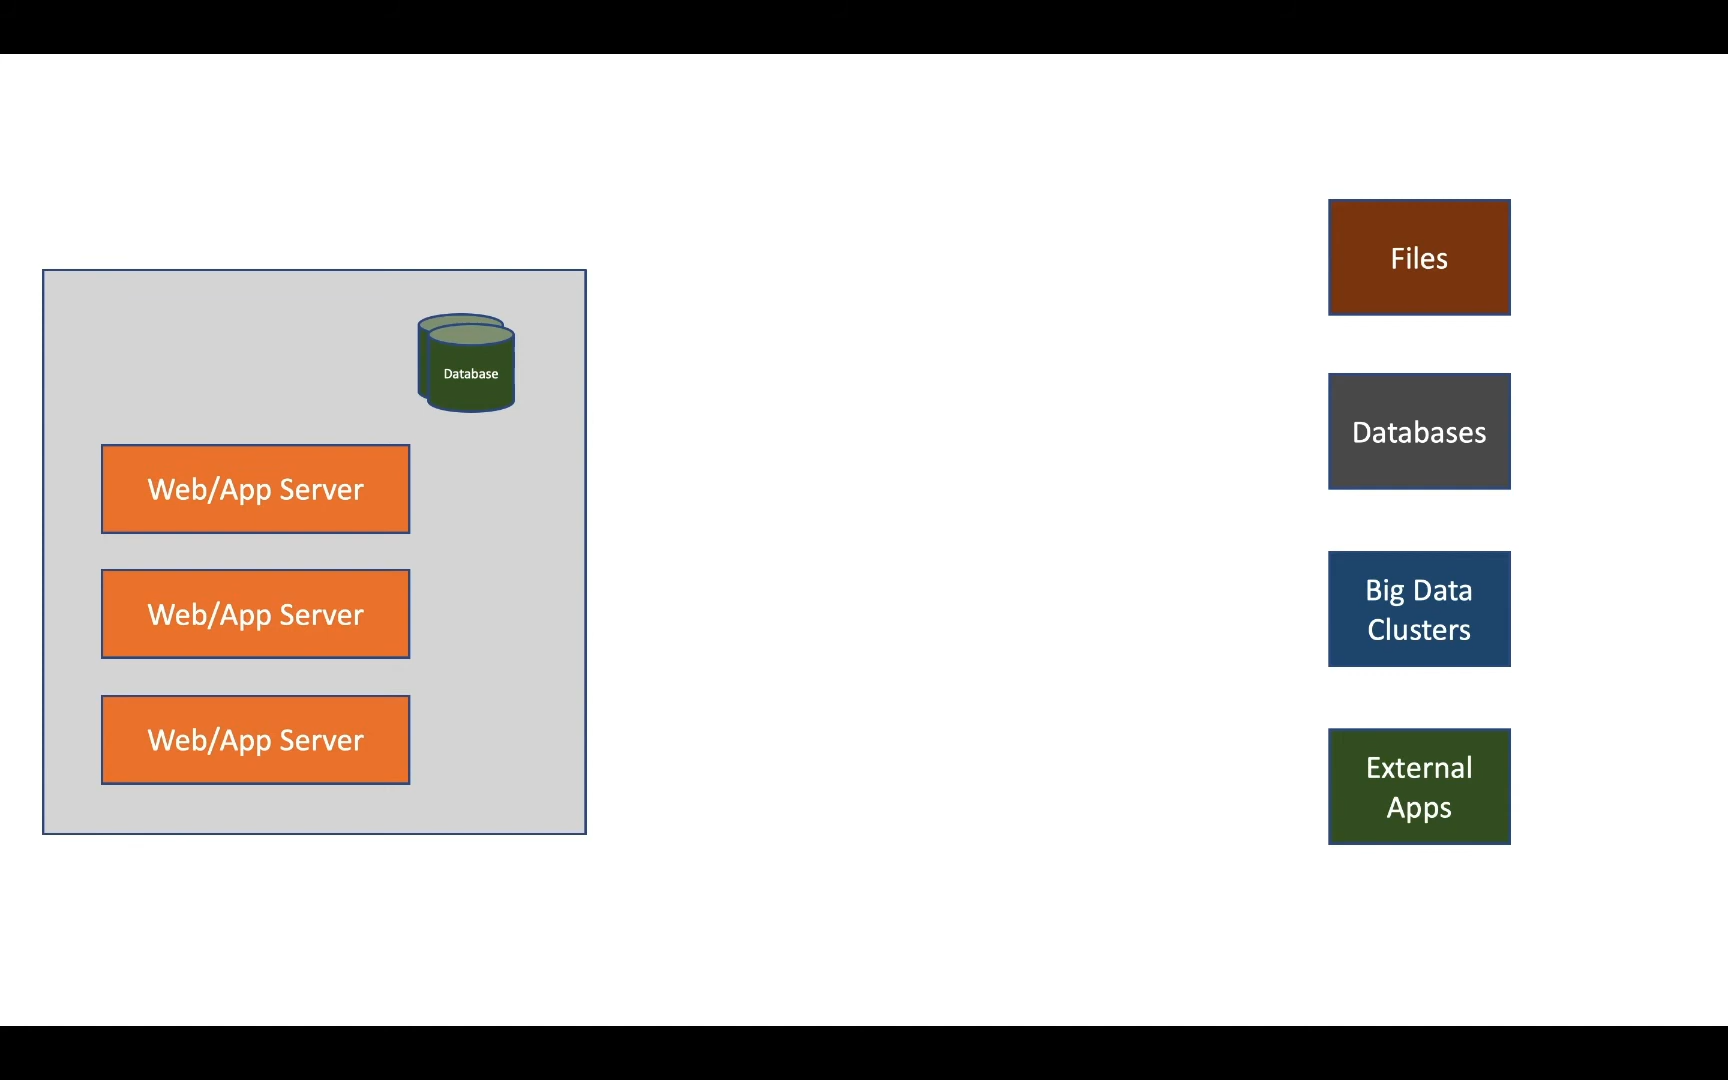 Database
Web/App Server
Web/App Server
Web/App Server
Files
Databases
Big Data
Clusters
External
Apps